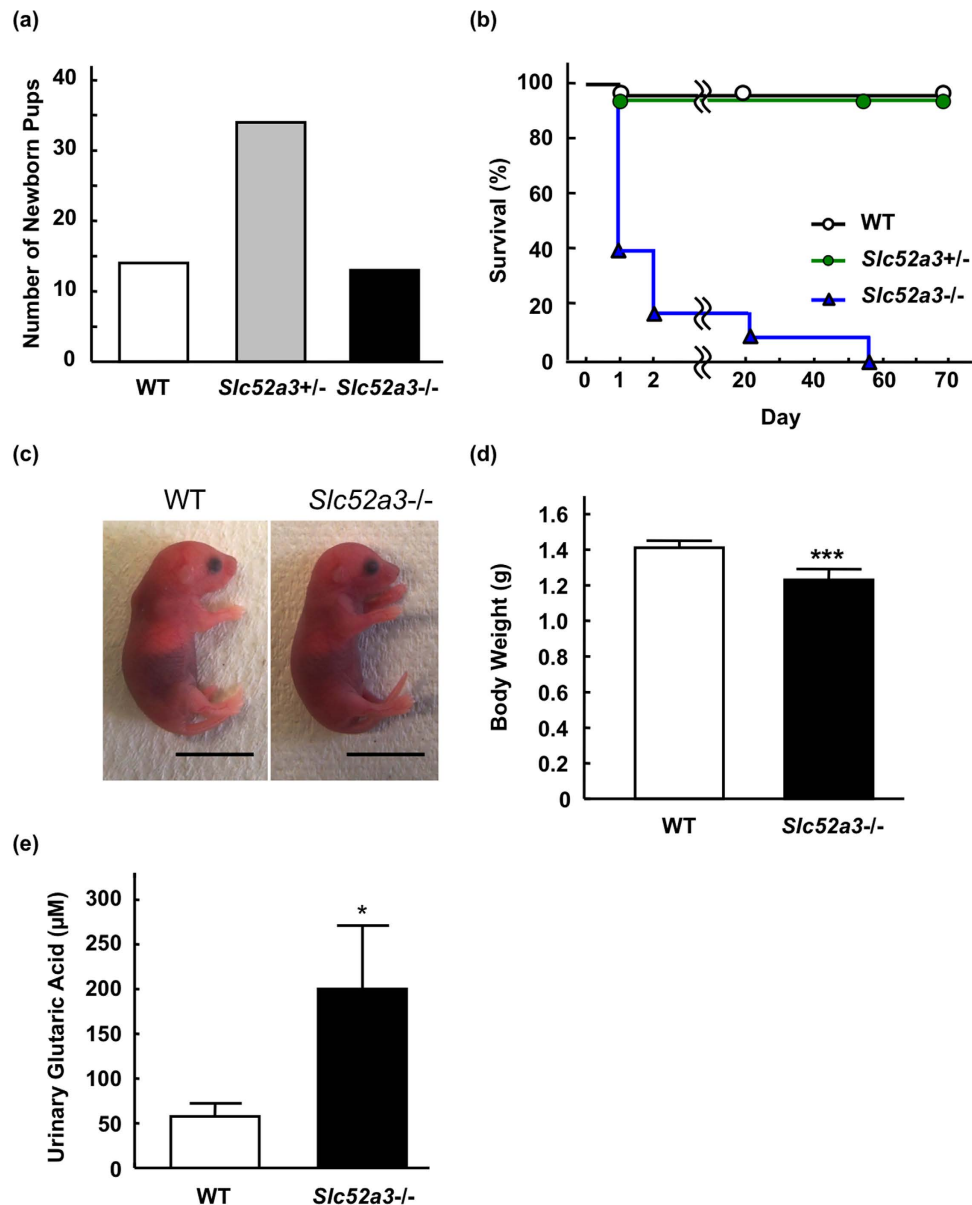 (a)
Number of Newborn Pups
40
30
20
10
0
WT
Slc52a3+/-
Slc52a3-/-
(b)
Survival (%)
100
80
60
40
20
0
0 1 2 20 40 60 70
Day
WT
Slc52a3+/-
Slc52a3-/-
(c)
WT
Slc52a3-/-
(d)
Body Weight (g)
1.6
1.4
1.2
1.0
0.8
0.6
0.4
0.2
0
***
WT
Slc52a3-/-
(e)
Urinary Glutaric Acid (µM)
300
250
200
150
100
50
0
*
WT
Slc52a3-/-